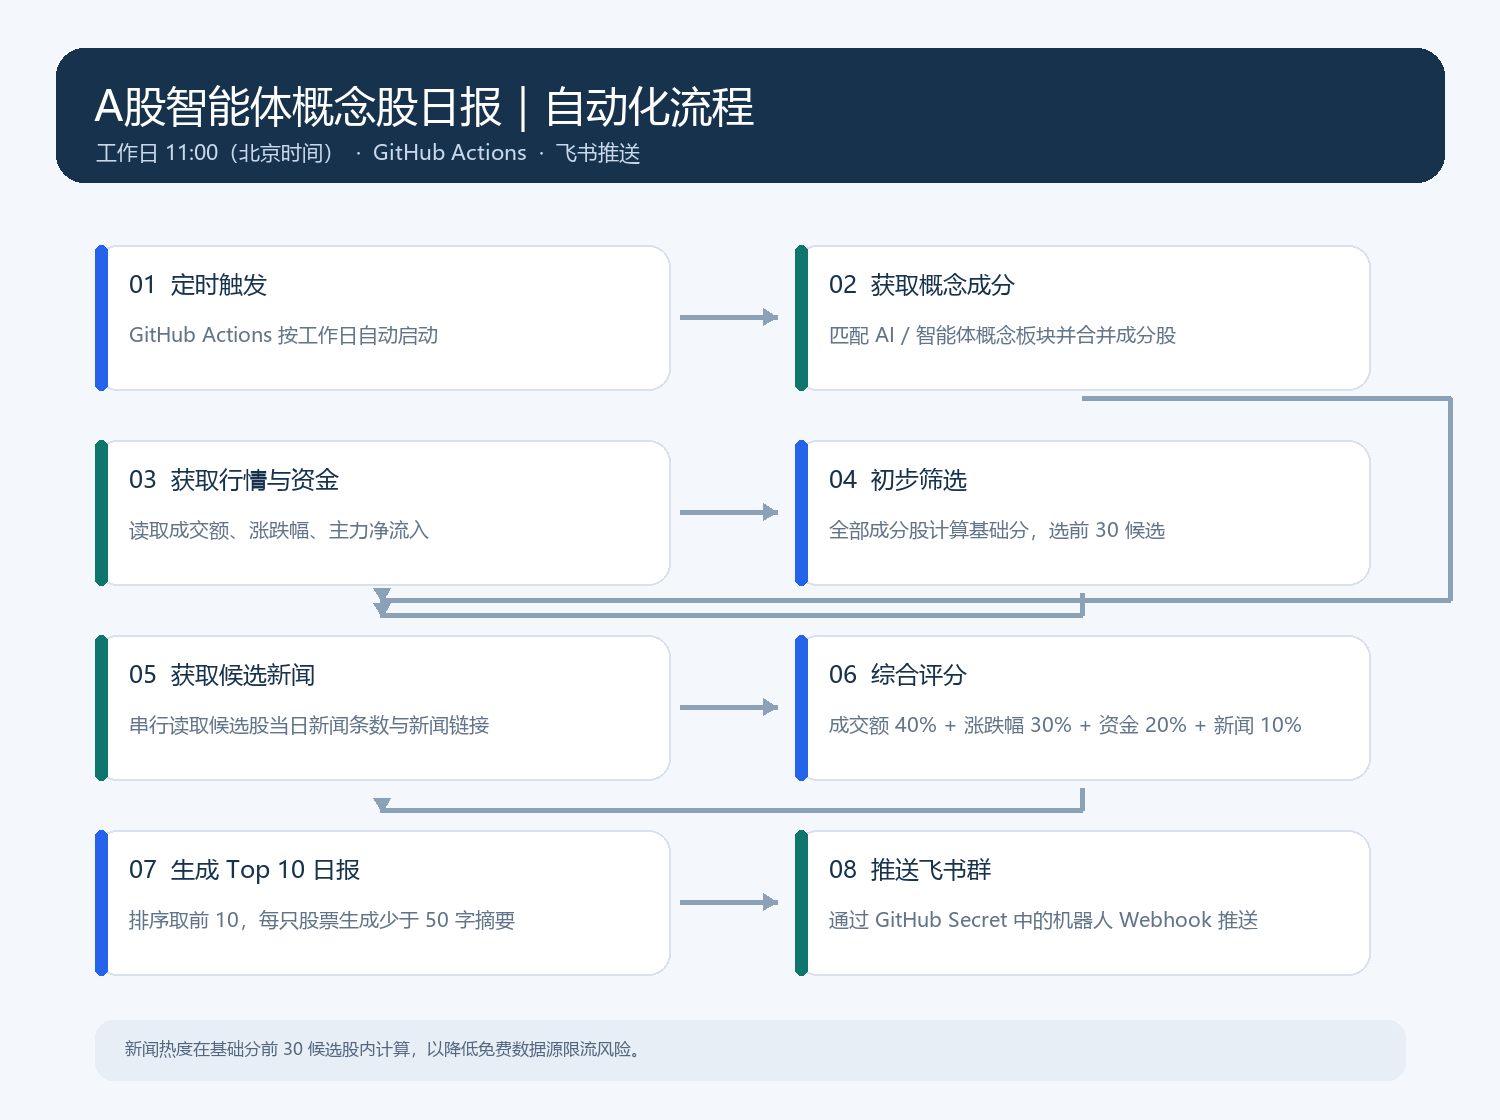 A股智能体概念股日报 | 自动化流程
工作日 11:00（北京时间） · GitHub Actions · 飞书推送
01 定时触发
GitHub Actions 按工作日自动启动
02 获取概念成分
匹配 AI / 智能体概念板块并合并成分股
03 获取行情与资金
读取成交额、涨跌幅、主力净流入
04 初步筛选
全部成分股计算基础分，选前 30 候选
05 获取候选新闻
串行读取候选股当日新闻条数与新闻链接
06 综合评分
成交额 40% + 涨跌幅 30% + 资金 20% + 新闻 10%
07 生成 Top 10 日报
排序取前 10，每只股票生成少于 50 字摘要
08 推送飞书群
通过 GitHub Secret 中的机器人 Webhook 推送
新闻热度在基础分前 30 候选股内计算，以降低免费数据源限流风险。